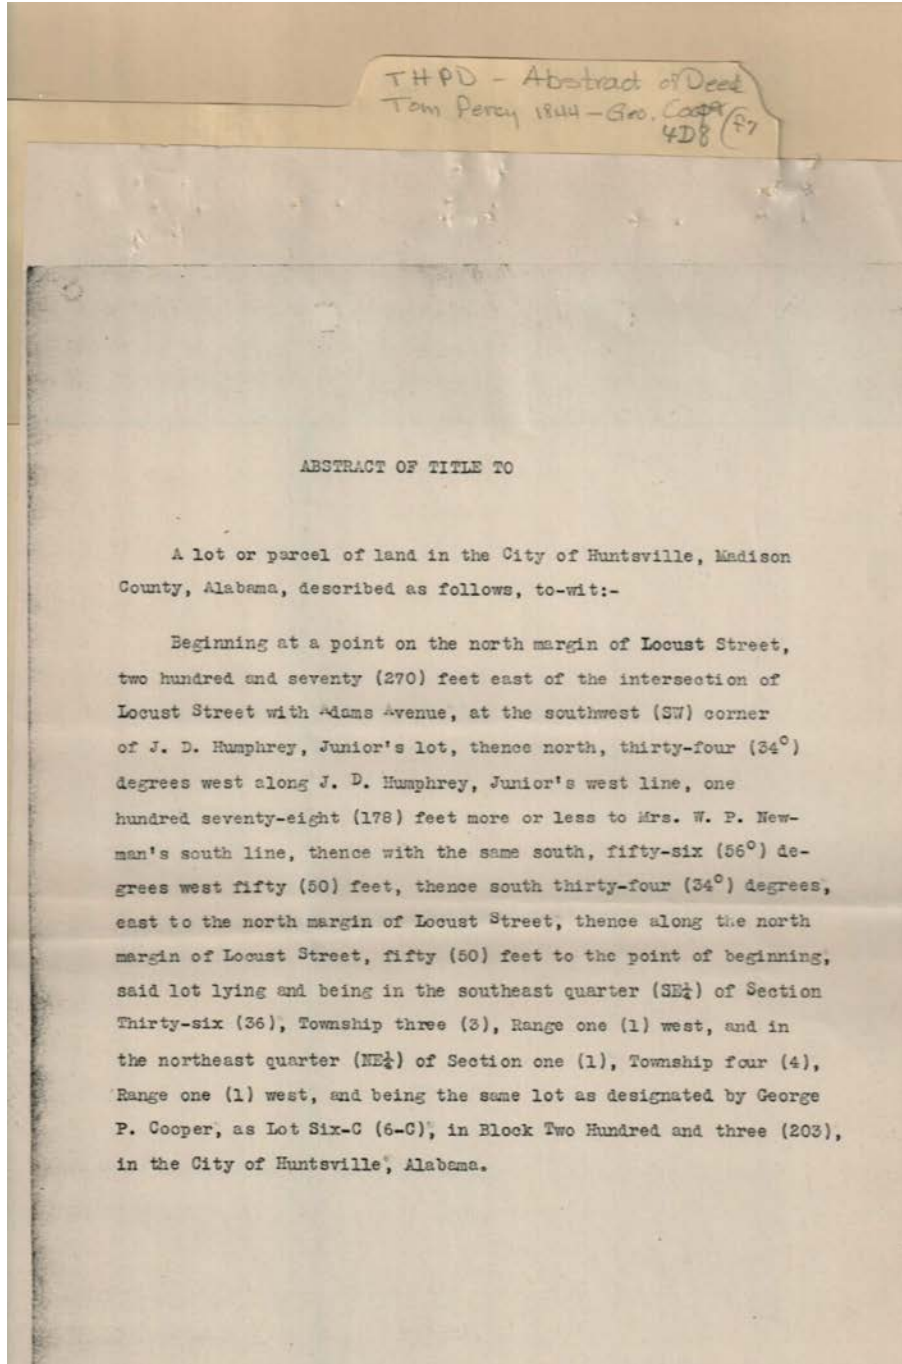 THPD - Abstract of Deed
Tom Percy 1844 - Geo. Cooper
4D8 (f7
ABSTRACT OF TITLE TO
A lot or parcel of land in the City of Huntsville, Madison
County, Alabama, described as follows, to-wit:-
Beginning at a point on the north margin of Locust Street,
two hundred and seventy (270) feet east of the intersection of
Locust Street with Adams Avenue, at the southwest (SW) corner
of J. D. Humphrey, Junior's lot, thence north, thirty-four (34°)
degrees west along J. D. Humphrey, Junior's west line, one
hundred seventy-eight (178) feet more or less to Mrs. W. P. New-
man's south line, thence with the same south, fifty-six (56°) de-
grees west fifty (50) feet, thence south thirty-four (34°) degrees,
east to the north margin of Locust Street, thence along the north
margin of Locust Street, fifty (50) feet to the point of beginning,
said lot lying and being in the southeast quarter (SE¼) of Section
Thirty-six (36), Township three (3), Range one (1) west, and in
the northeast quarter (NE¼) of Section one (1), Township four (4),
Range one (1) west, and being the same lot as designated by George
P. Cooper, as Lot Six-C (6-C), in Block Two Hundred and three (203),
in the City of Huntsville, Alabama.